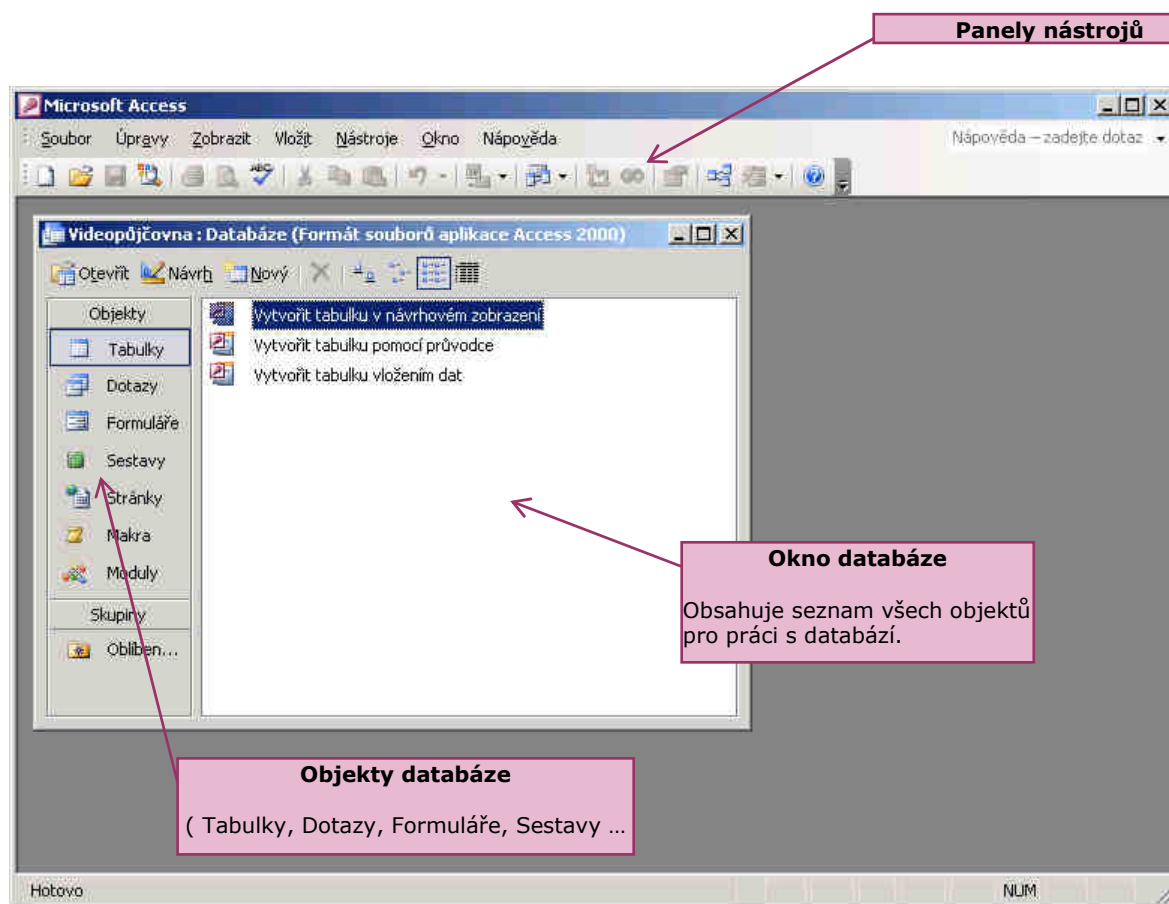 Panely nástrojů
Microsoft Access
Soubor Úpravy Zobrazit Vložit Nástroje Okno Nápověda Nápověda – zadejte dotaz
Videopůjčovna : Databáze (Formát souborů aplikace Access 2000)
Otevřít Návrh Nový
Objekty
Tabulky
Dotazy
Formuláře
Sestavy
Stránky
Makra
Moduly
Skupiny
Oblíben...
Vytvořit tabulku v návrhovém zobrazení
Vytvořit tabulku pomocí průvodce
Vytvořit tabulku vložením dat
Okno databáze
Obsahuje seznam všech objektů
pro práci s databází.
Objekty databáze
( Tabulky, Dotazy, Formuláře, Sestavy …
Hotovo NUM